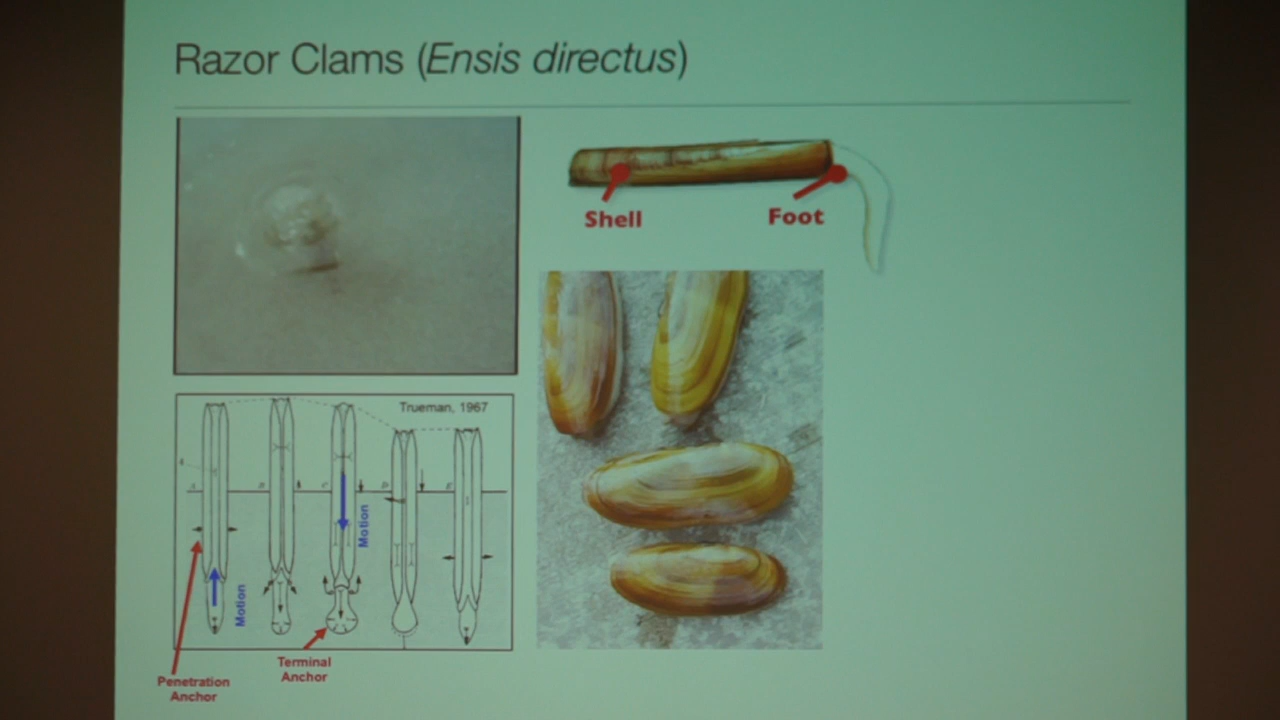 Razor Clams (Ensis directus)
Shell
Foot
Trueman, 1967
A
B
C
D
E
Motion
Motion
Terminal
Anchor
Penetration
Anchor